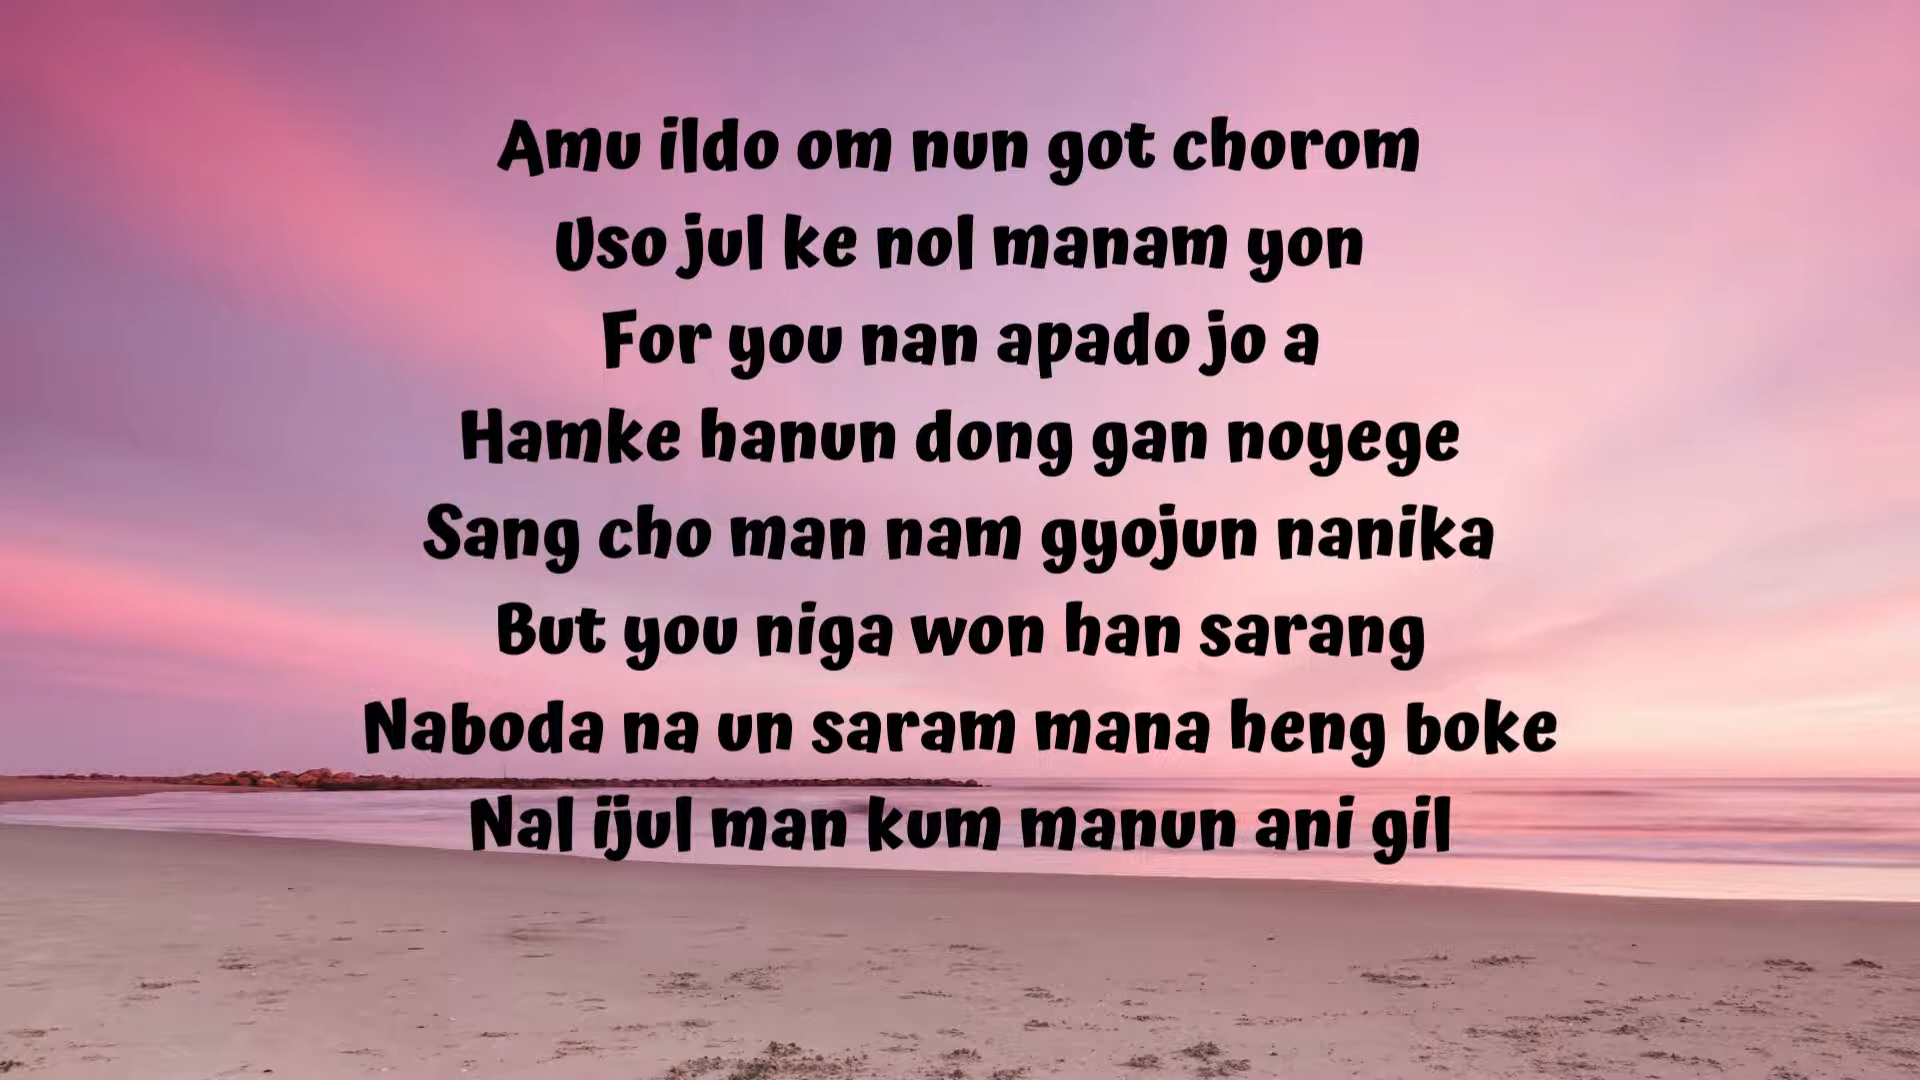 Amu ildo om nun got chorom
Uso jul ke nol manam yon
For you nan apado jo a
Hamke hanun dong gan noyege
Sang cho man nam gyojun nanika
But you niga won han sarang
Naboda na un saram mana heng boke
Nal ijul man kum manun ani gil